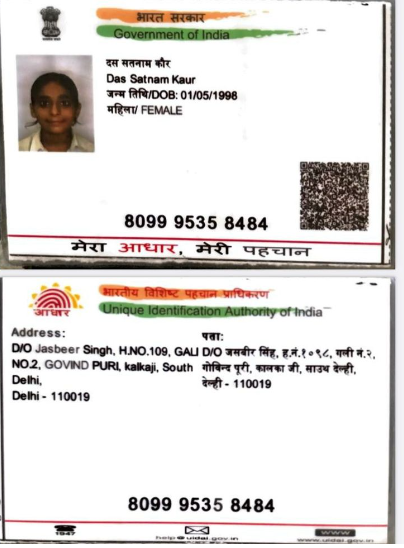 भारत सरकार
Government of India
दस सतनाम कौर
Das Satnam Kaur
जन्म तिथि/DOB: 01/05/1998
महिला/ FEMALE
8099 9535 8484
मेरा आधार, मेरी पहचान
आधार
भारतीय विशिष्ट पहचान प्राधिकरण
Unique Identification Authority of India
Address:
D/O Jasbeer Singh, H.NO.109, GALI
NO.2, GOVIND PURI, kalkaji, South
Delhi,
Delhi - 110019
पता:
D/O जसबीर सिंह, ह.नं.१०९८, गली नं.२,
गोविन्द पूरी, कालका जी, साउथ देल्ही,
देल्ही - 110019
8099 9535 8484
1947
help@uidai.gov.in
www
www.uidai.gov.in